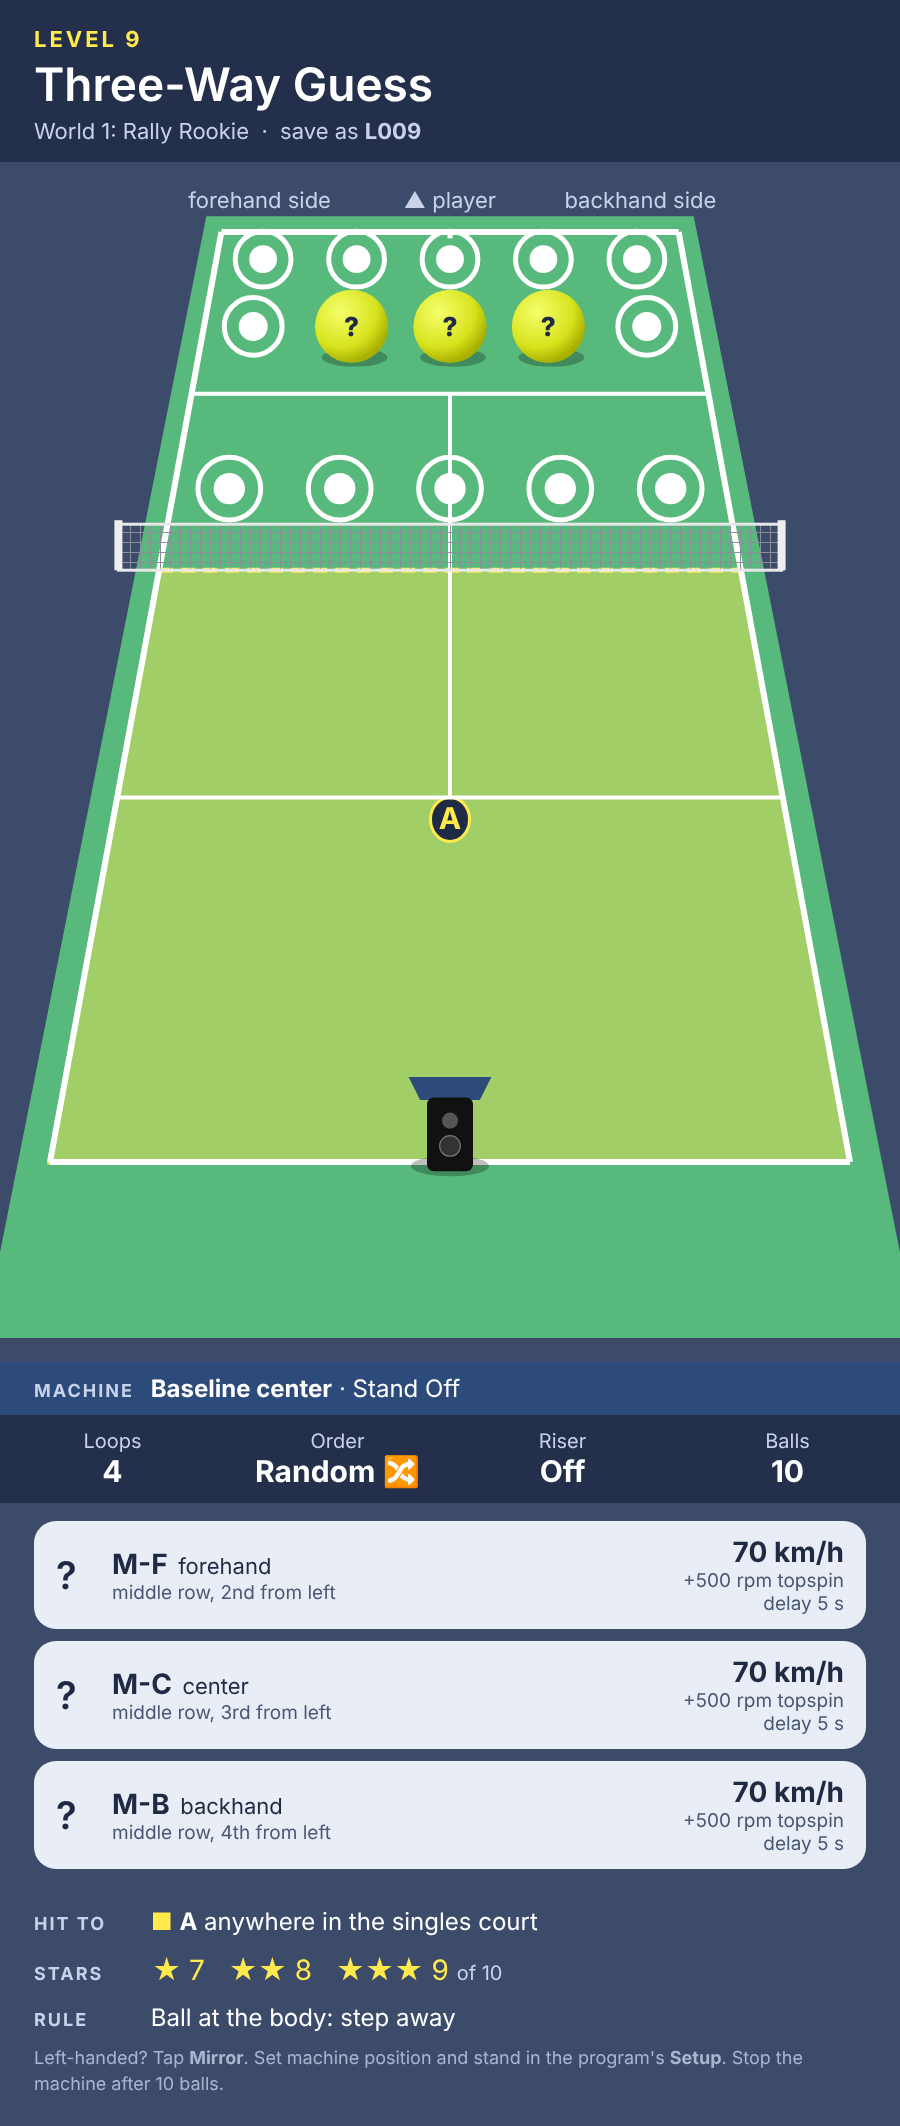 LEVEL 9
Three-Way Guess
World 1: Rally Rookie · save as L009
forehand side ▲ player backhand side
? ? ?
A
MACHINE Baseline center · Stand Off
Loops Order Riser Balls
4 Random 🔀 Off 10
? M-F forehand 70 km/h
middle row, 2nd from left +500 rpm topspin
delay 5 s
? M-C center 70 km/h
middle row, 3rd from left +500 rpm topspin
delay 5 s
? M-B backhand 70 km/h
middle row, 4th from left +500 rpm topspin
delay 5 s
HIT TO ■ A anywhere in the singles court
STARS ★ 7 ★★ 8 ★★★ 9 of 10
RULE Ball at the body: step away
Left-handed? Tap Mirror. Set machine position and stand in the program's Setup. Stop the
machine after 10 balls.